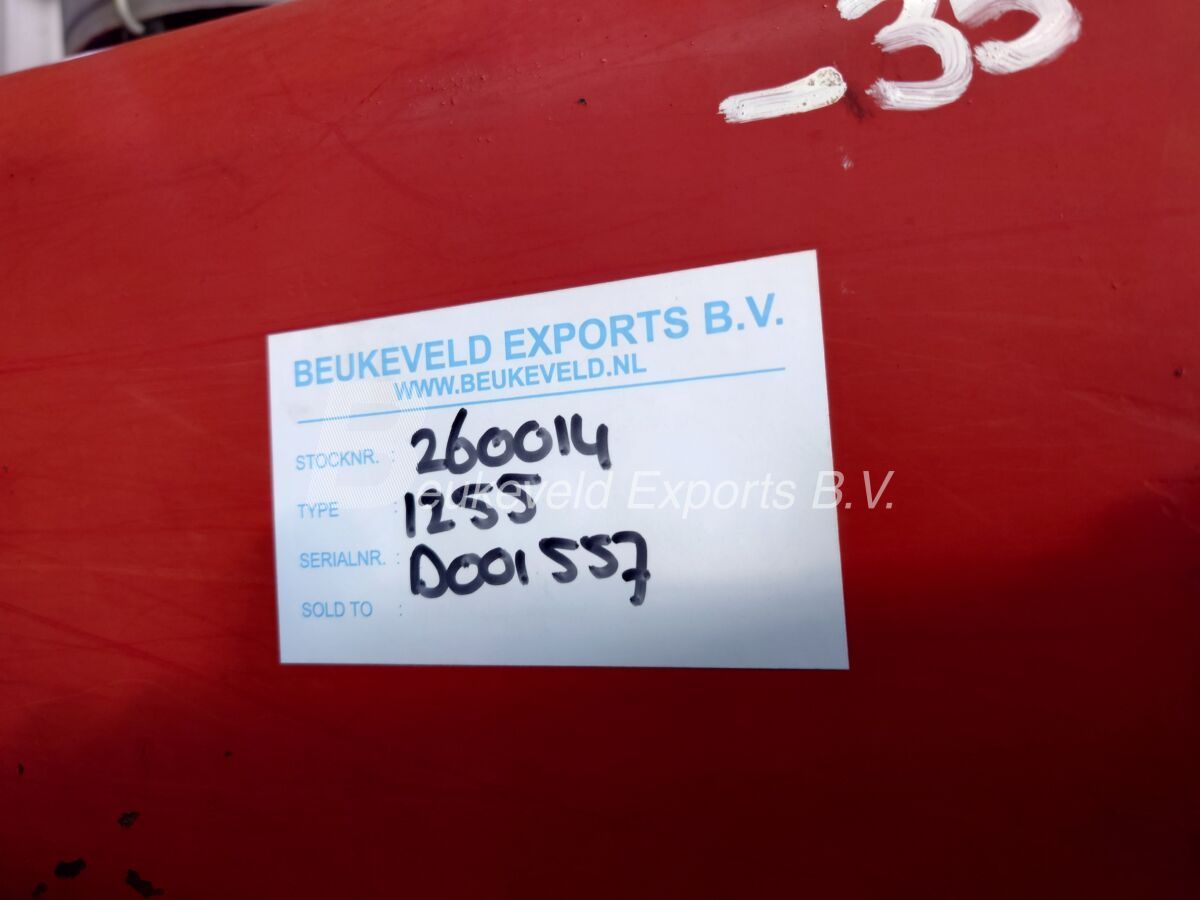 -35
BEUKEVELD EXPORTS B.V.
WWW.BEUKEVELD.NL
STOCKNR. : 260014
TYPE : 1255
Beukeveld Exports B.V.
SERIALNR. : D001557
SOLD TO :